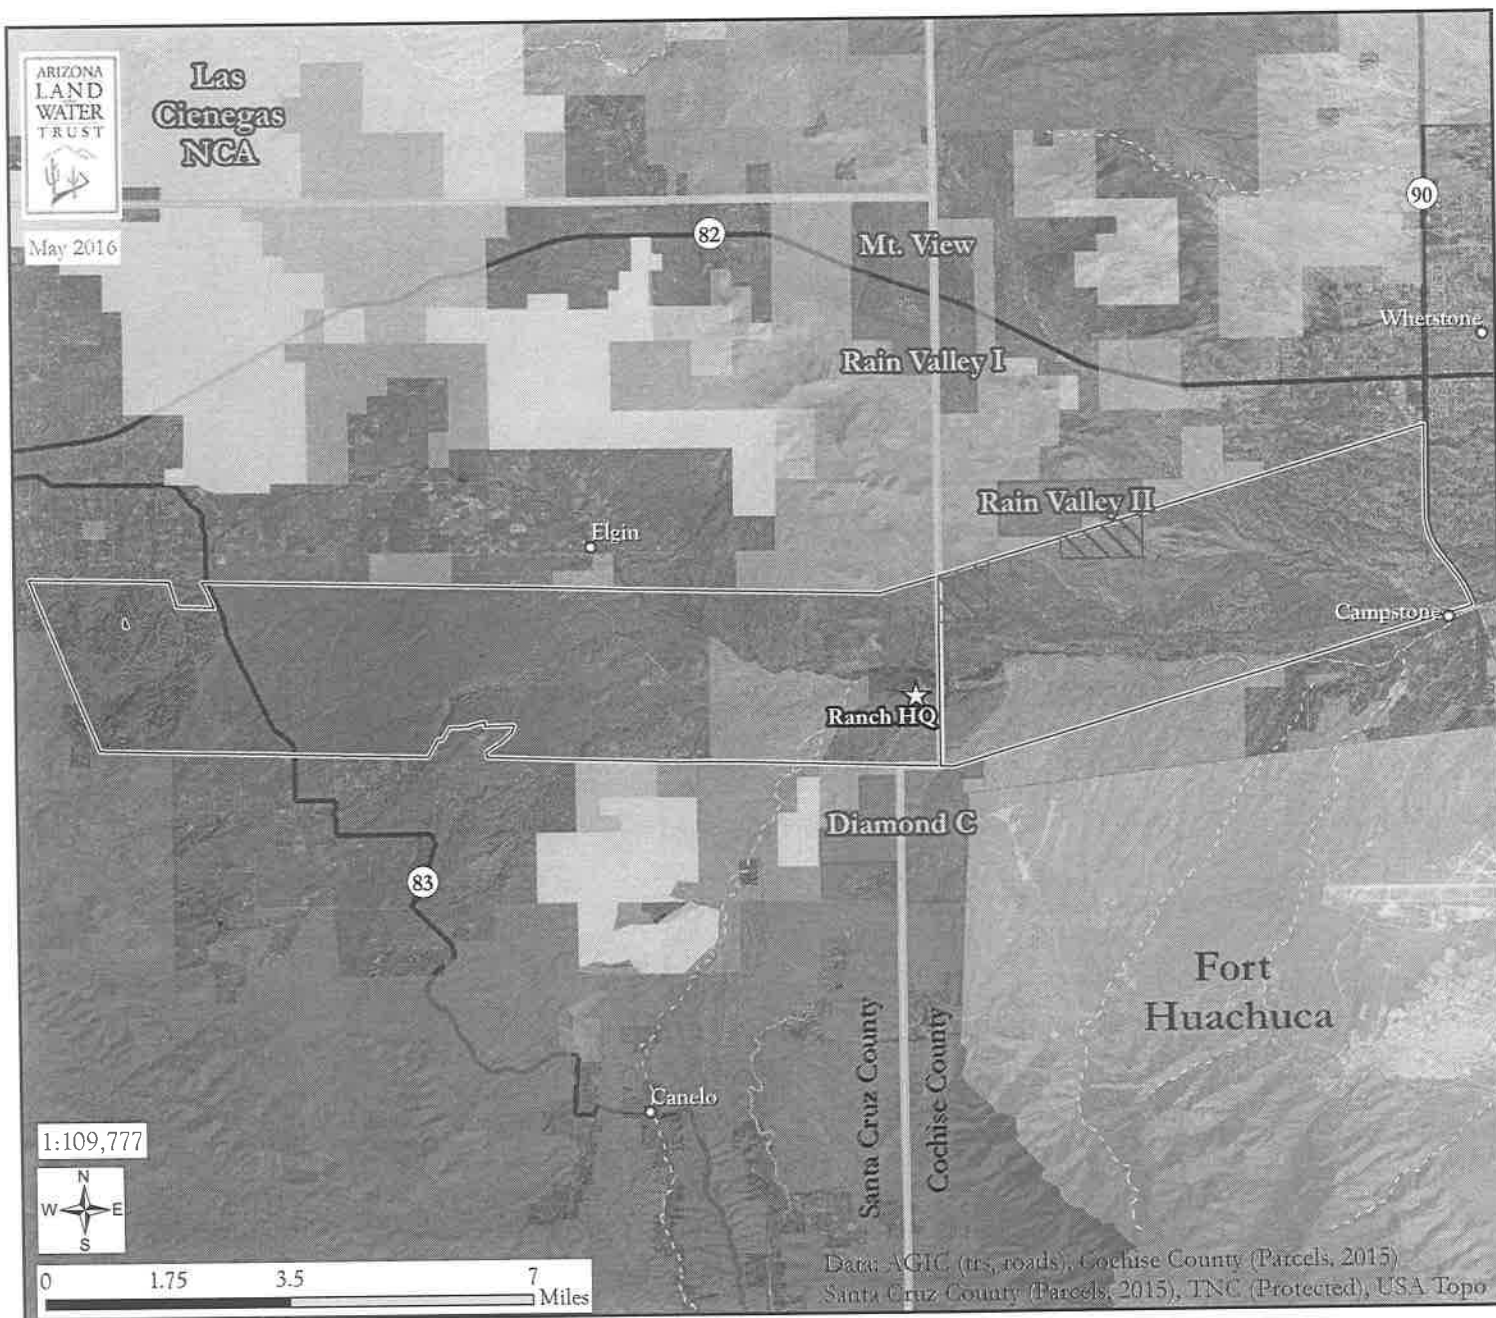 ARIZONA
LAND
WATER
TRUST
May 2016
Las
Cienegas
NCA
82
90
Mt. View
Whetstone
Rain Valley I
Rain Valley II
Elgin
Campstone
Ranch HQ
Diamond C
83
Fort
Huachuca
Santa Cruz County
Cochise County
Canelo
1:109,777
N
W E
S
0 1.75 3.5 7
Miles
Data: AGIC (trs, roads), Cochise County (Parcels, 2015)
Santa Cruz County (Parcels, 2015), TNC (Protected), USA Topo